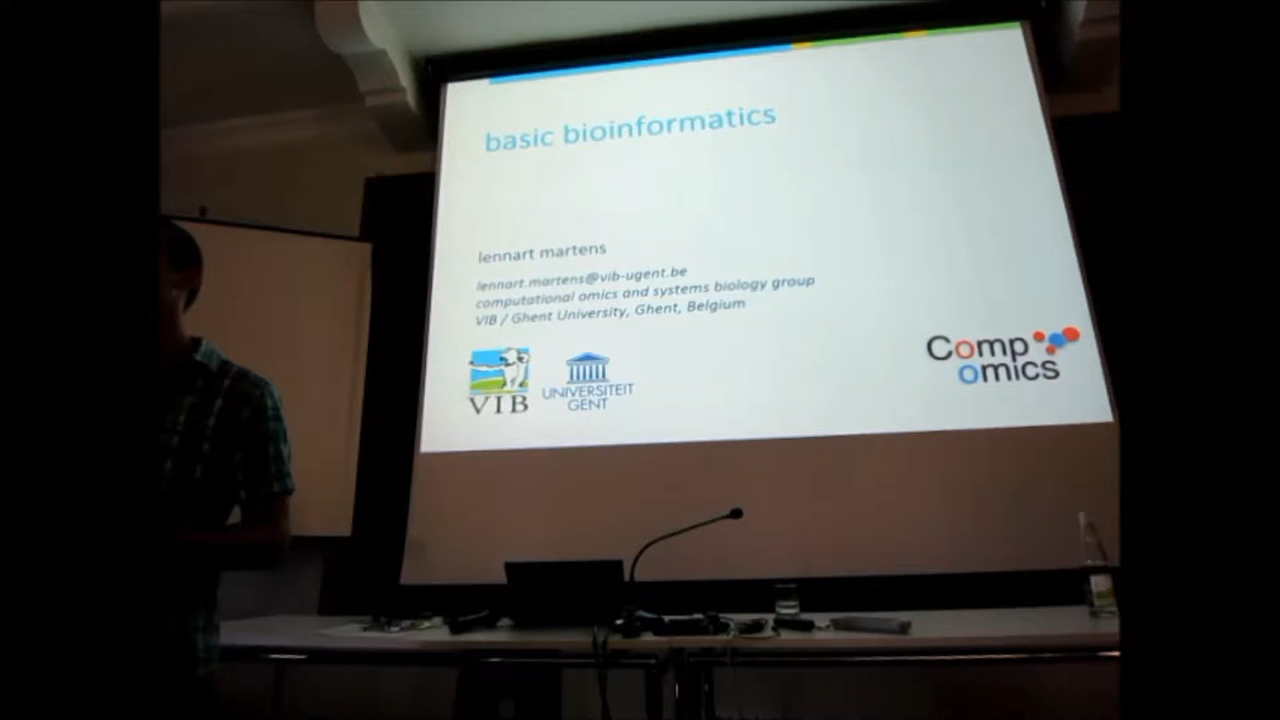 basic bioinformatics
lennart martens
lennart.martens@vib-ugent.be
computational omics and systems biology group
VIB / Ghent University, Ghent, Belgium
VIB
UNIVERSITEIT
GENT
Comp
omics